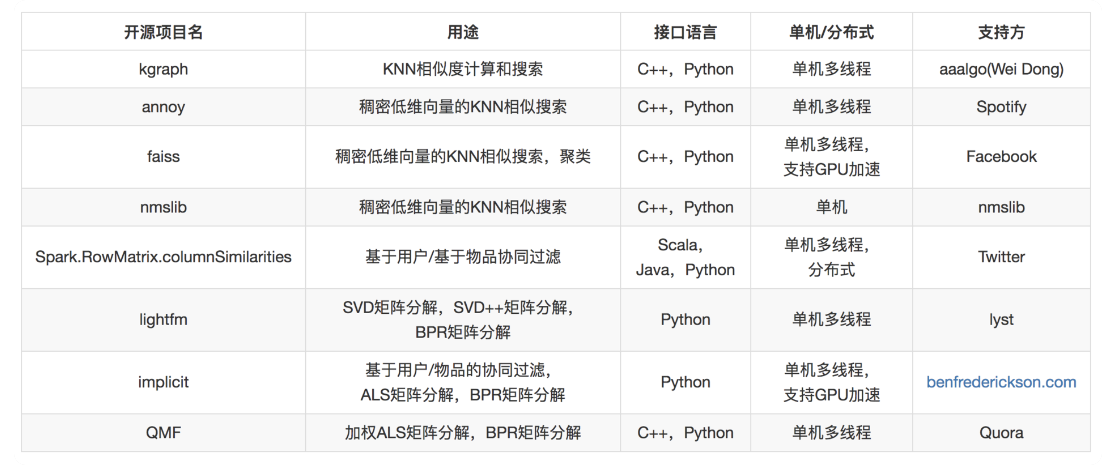 开源项目名 用途 接口语言 单机/分布式 支持方
kgraph KNN相似度计算和搜索 C++，Python 单机多线程 aaalgo(Wei Dong)
annoy 稠密低维向量的KNN相似搜索 C++，Python 单机多线程 Spotify
faiss 稠密低维向量的KNN相似搜索，聚类 C++，Python 单机多线程，
支持GPU加速 Facebook
nmslib 稠密低维向量的KNN相似搜索 C++，Python 单机 nmslib
Spark.RowMatrix.columnSimilarities 基于用户/基于物品协同过滤 Scala，
Java，Python 单机多线程，
分布式 Twitter
lightfm SVD矩阵分解，SVD++矩阵分解，
BPR矩阵分解 Python 单机多线程 lyst
implicit 基于用户/物品的协同过滤，
ALS矩阵分解，BPR矩阵分解 Python 单机多线程，
支持GPU加速 benfrederickson.com
QMF 加权ALS矩阵分解，BPR矩阵分解 C++，Python 单机多线程 Quora